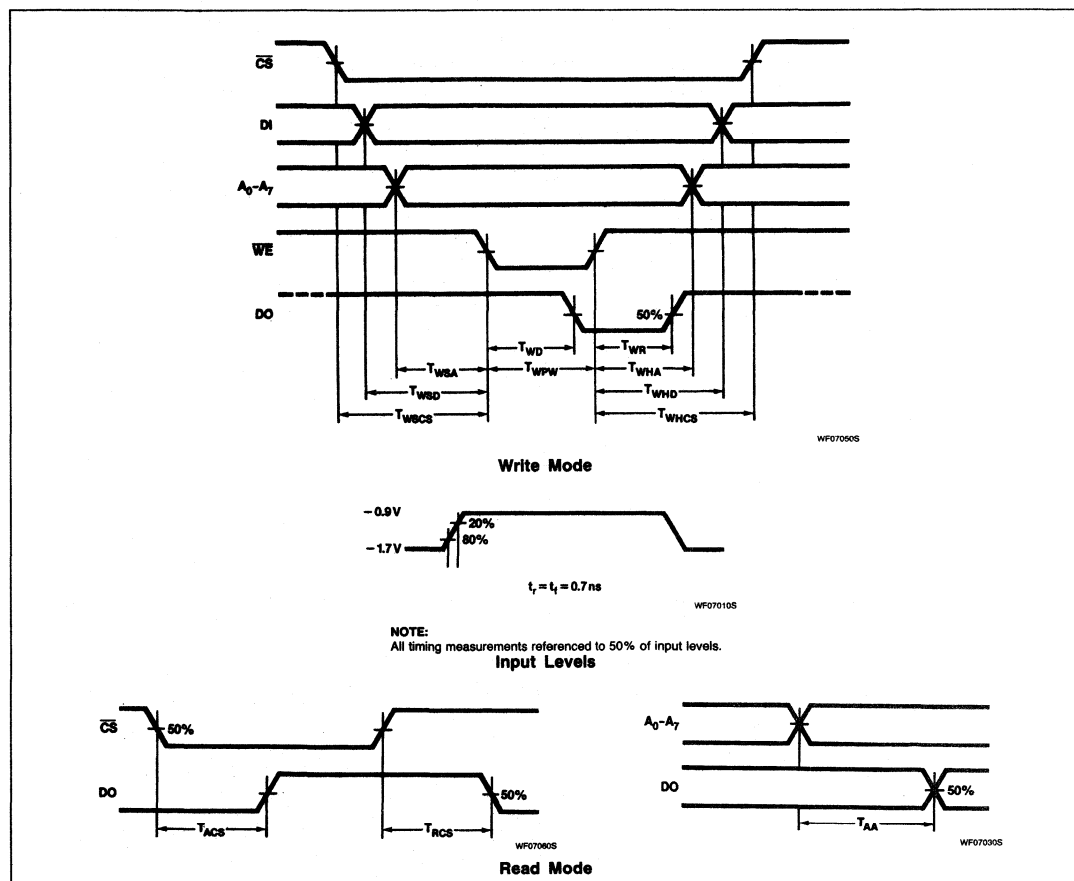 CS
DI
A0-A7
WE
DO
50%
TWD
TWR
TWSA
TWPW
TWHA
TWSD
TWHD
TWSCS
TWHCS
WF07050S
Write Mode
−0.9V
20%
−1.7V
80%
tr = tf = 0.7ns
WF07010S
NOTE:
All timing measurements referenced to 50% of input levels.
Input Levels
CS
50%
DO
50%
TACS
TRCS
WF07060S
A0-A7
DO
50%
TAA
WF07030S
Read Mode